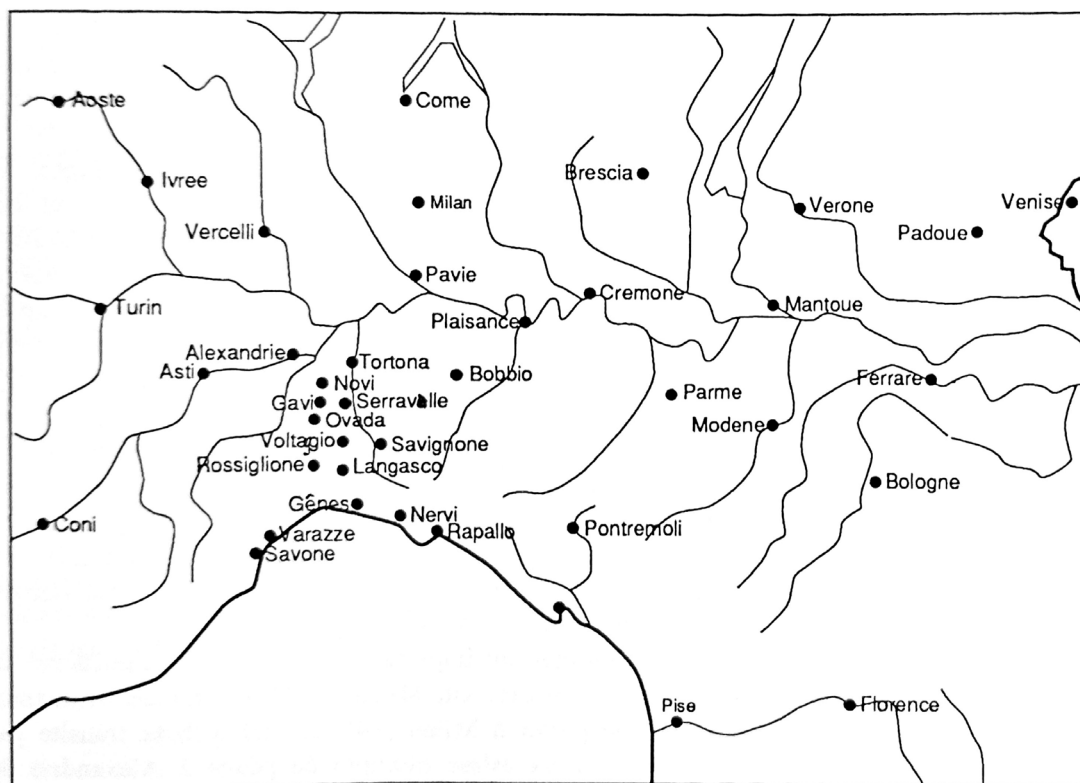 Aoste
Come
Ivree
Brescia
Milan
Verone
Venise
Vercelli
Padoue
Pavie
Cremone
Turin
Mantoue
Plaisance
Alexandrie
Tortona
Asti
Bobbio
Novi
Ferrare
Gavi
Serravalle
Parme
Ovada
Modene
Voltagio
Savignone
Rossiglione
Langasco
Bologne
Gênes
Nervi
Coni
Varazze
Rapallo
Pontremoli
Savone
Pise
Florence